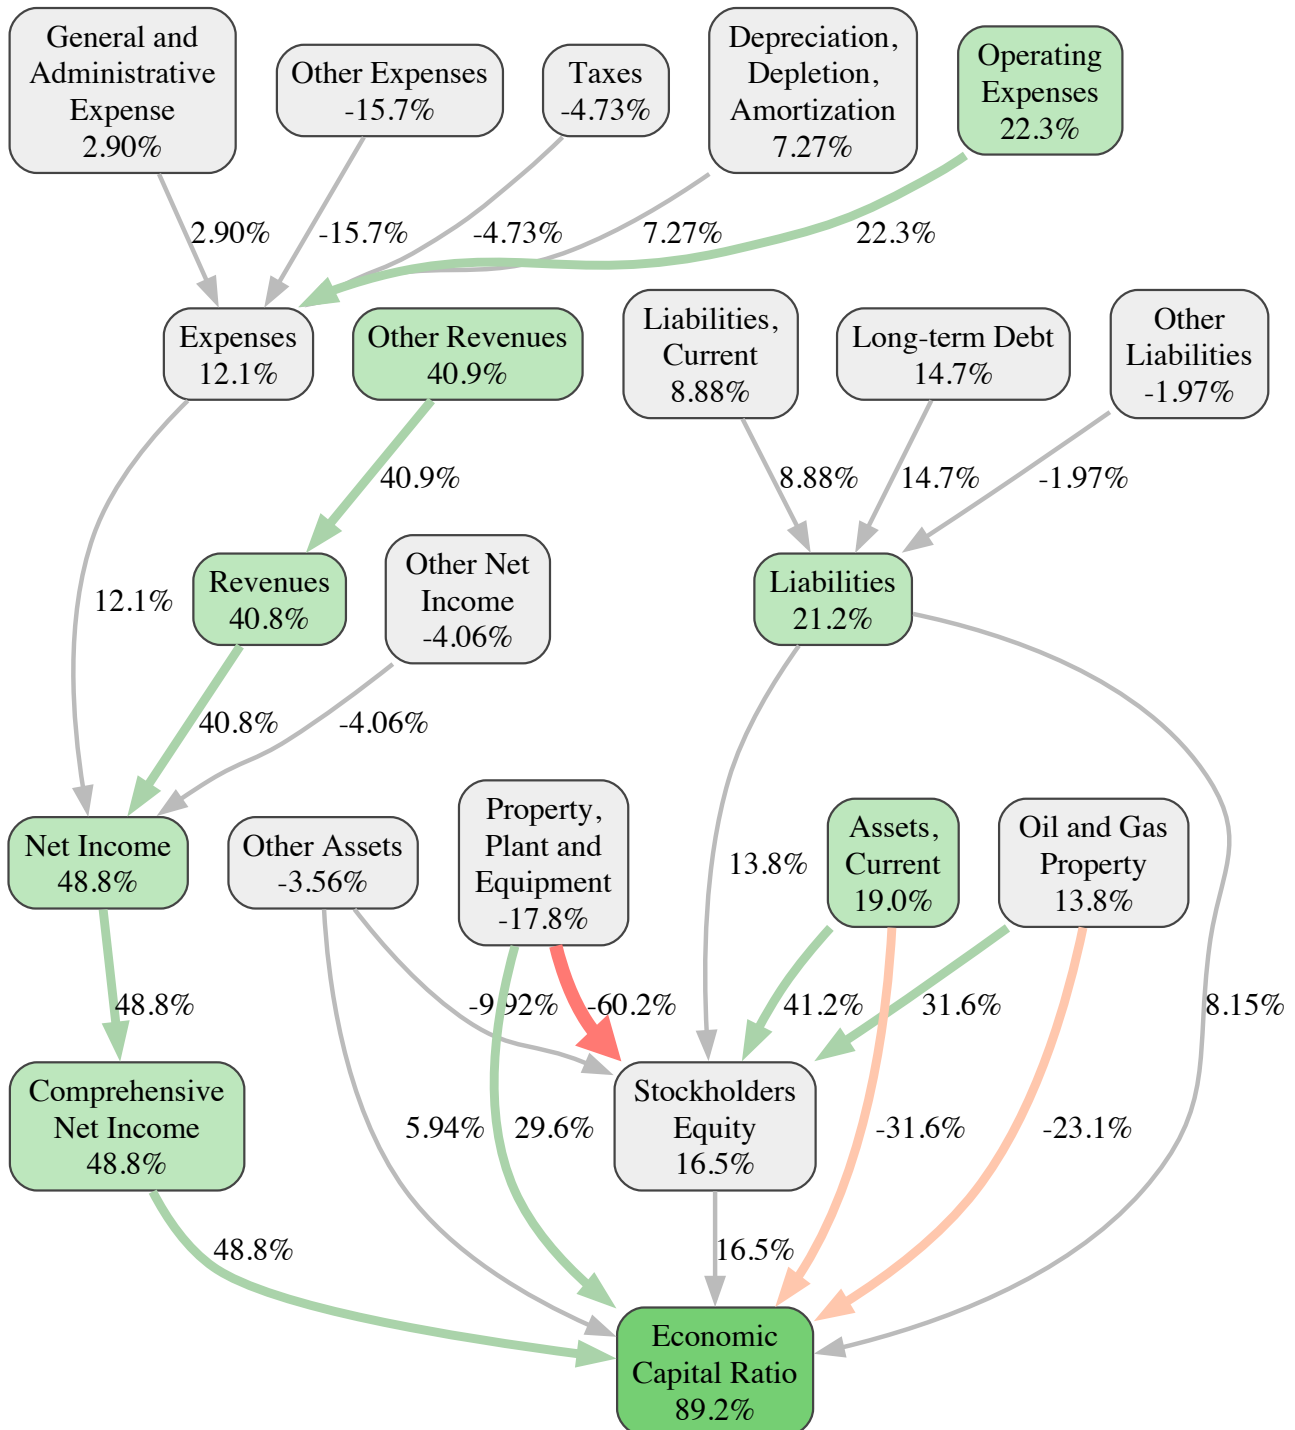 General and
Administrative
Expense
2.90%
Other Expenses
-15.7%
Taxes
-4.73%
Depreciation,
Depletion,
Amortization
7.27%
Operating
Expenses
22.3%
2.90%
-15.7%
-4.73%
7.27%
22.3%
Expenses
12.1%
Other Revenues
40.9%
Liabilities,
Current
8.88%
Long-term Debt
14.7%
Other
Liabilities
-1.97%
40.9%
8.88%
14.7%
-1.97%
12.1%
Revenues
40.8%
Other Net
Income
-4.06%
Liabilities
21.2%
40.8%
-4.06%
Net Income
48.8%
Other Assets
-3.56%
Property,
Plant and
Equipment
-17.8%
13.8%
Assets,
Current
19.0%
Oil and Gas
Property
13.8%
48.8%
-9.92%
-60.2%
41.2%
31.6%
8.15%
Comprehensive
Net Income
48.8%
5.94%
29.6%
Stockholders
Equity
16.5%
-31.6%
-23.1%
48.8%
16.5%
Economic
Capital Ratio
89.2%